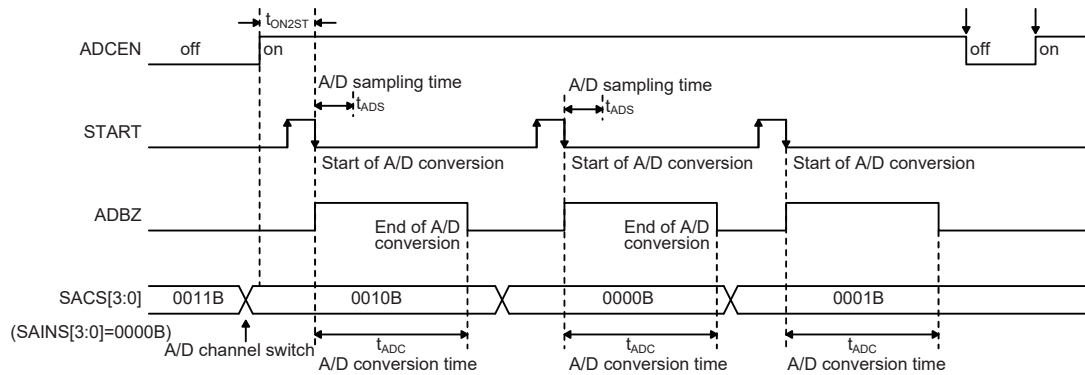 tON2ST
ADCEN off on off on
A/D sampling time A/D sampling time
tADS tADS
START
Start of A/D conversion Start of A/D conversion Start of A/D conversion
ADBZ
End of A/D conversion End of A/D conversion
SACS[3:0] 0011B 0010B 0000B 0001B
(SAINS[3:0]=0000B)
A/D channel switch
tADC tADC tADC
A/D conversion time A/D conversion time A/D conversion time